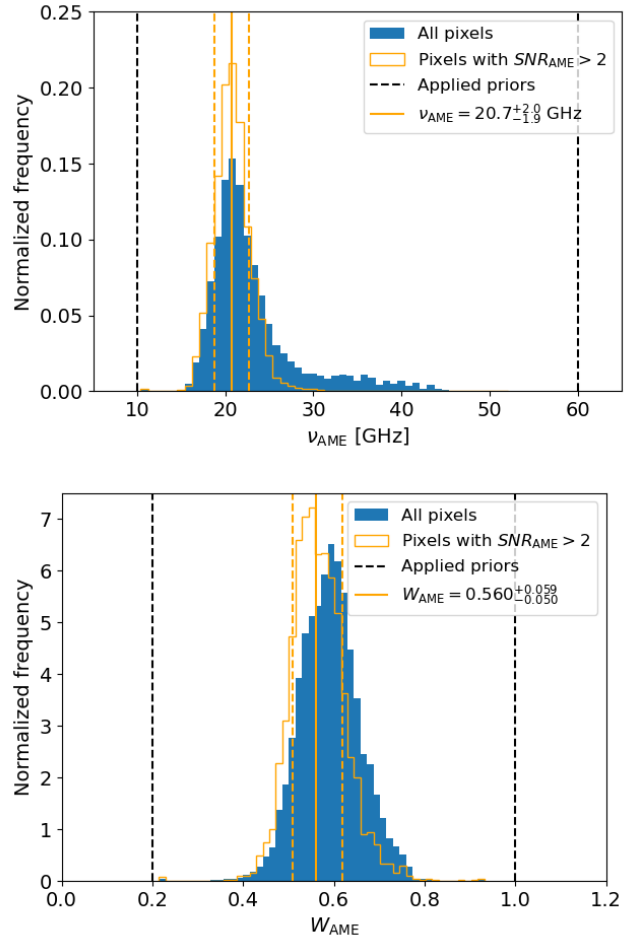 0.25
0.20
0.15
0.10
0.05
0.00
Normalized frequency
All pixels
Pixels with SNR_AME > 2
Applied priors
ν_AME = 20.7^{+2.0}_{−1.9} GHz
10 20 30 40 50 60
ν_AME [GHz]
7
6
5
4
3
2
1
0
Normalized frequency
All pixels
Pixels with SNR_AME > 2
Applied priors
W_AME = 0.560^{+0.059}_{−0.050}
0.0 0.2 0.4 0.6 0.8 1.0 1.2
W_AME